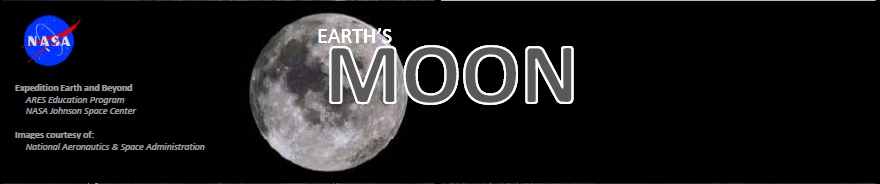 NASA
EARTH'S
MOON
Expedition Earth and Beyond
ARES Education Program
NASA Johnson Space Center
Images courtesy of:
National Aeronautics & Space Administration